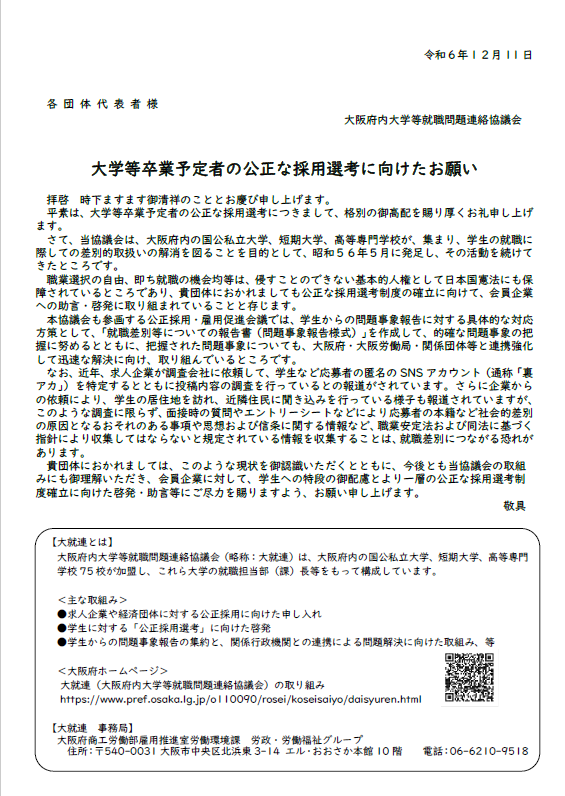 令和６年１２月１１日
各団体代表者様
大阪府内大学等就職問題連絡協議会
大学等卒業予定者の公正な採用選考に向けたお願い
拝啓　時下ますます御清祥のこととお慶び申し上げます。
平素は、大学等卒業予定者の公正な採用選考につきまして、格別の御高配を賜り厚くお礼申し上げ
ます。
さて、当協議会は、大阪府内の国公私立大学、短期大学、高等専門学校が、集まり、学生の就職に
際しての差別的取扱いの解消を図ることを目的として、昭和５６年５月に発足し、その活動を続けて
きたところです。
職業選択の自由、即ち就職の機会均等は、侵すことのできない基本的人権として日本国憲法にも保
障されているところであり、貴団体におかれましても公正な採用選考制度の確立に向けて、会員企業
への助言・啓発に取り組まれていることと存じます。
本協議会も参画する公正採用・雇用促進会議では、学生からの問題事象報告に対する具体的な対応
方策として、「就職差別等についての報告書（問題事象報告様式）」を作成して、的確な問題事象の把
握に努めるとともに、把握された問題事象についても、大阪府・大阪労働局・関係団体等と連携強化
して迅速な解決に向け、取り組んでいるところです。
なお、近年、求人企業が調査会社に依頼して、学生など応募者の匿名の SNS アカウント（通称「裏
アカ」）を特定するとともに投稿内容の調査を行っているとの報道がされています。さらに企業から
の依頼により、学生の居住地を訪れ、近隣住民に聞き込みを行っている様子も報道されていますが、
このような調査に限らず、面接時の質問やエントリーシートなどにより応募者の本籍など社会的差別
の原因となるおそれのある事項や思想および信条に関する情報など、職業安定法および同法に基づく
指針により収集してはならないと規定されている情報を収集することは、就職差別につながる恐れが
あります。
貴団体におかれましては、このような現状を御認識いただくとともに、今後とも当協議会の取組
みにも御理解いただき、会員企業に対して、学生への特段の御配慮とより一層の公正な採用選考制
度確立に向けた啓発・助言等にご尽力を賜りますよう、お願い申し上げます。
敬具
【大就連とは】
大阪府内大学等就職問題連絡協議会（略称：大就連）は、大阪府内の国公私立大学、短期大学、高等専門
学校 75 校が加盟し、これら大学の就職担当部（課）長等をもって構成しています。
＜主な取組み＞
●求人企業や経済団体に対する公正採用に向けた申し入れ
●学生に対する「公正採用選考」に向けた啓発
●学生からの問題事象報告の集約と、関係行政機関との連携による問題解決に向けた取組み、等
＜大阪府ホームページ＞
大就連（大阪府内大学等就職問題連絡協議会）の取り組み
https://www.pref.osaka.lg.jp/o110090/rosei/koseisaiyo/daisyuren.html
【大就連　事務局】
大阪府商工労働部雇用推進室労働環境課　労政・労働福祉グループ
住所：〒540-0031 大阪市中央区北浜東 3-14 エル・おおさか本館 10 階　　電話：06-6210-9518